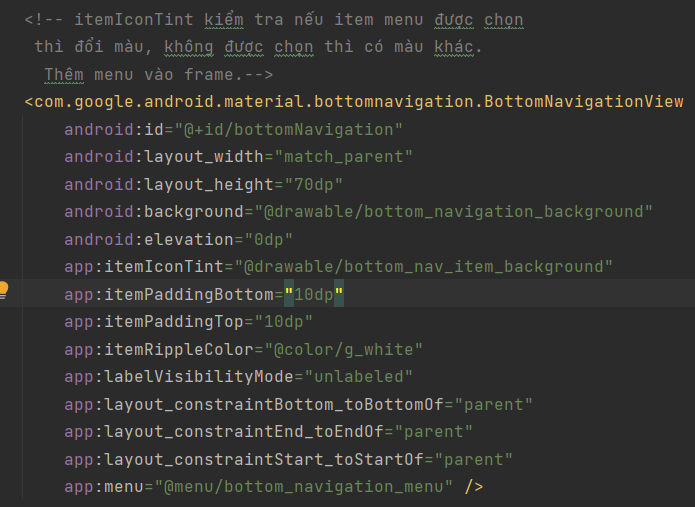 <!-- itemIconTint kiểm tra nếu item menu được chọn
thì đổi màu, không được chọn thì có màu khác.
Thêm menu vào frame.-->
<com.google.android.material.bottomnavigation.BottomNavigationView
android:id="@+id/bottomNavigation"
android:layout_width="match_parent"
android:layout_height="70dp"
android:background="@drawable/bottom_navigation_background"
android:elevation="0dp"
app:itemIconTint="@drawable/bottom_nav_item_background"
app:itemPaddingBottom="10dp"
app:itemPaddingTop="10dp"
app:itemRippleColor="@color/g_white"
app:labelVisibilityMode="unlabeled"
app:layout_constraintBottom_toBottomOf="parent"
app:layout_constraintEnd_toEndOf="parent"
app:layout_constraintStart_toStartOf="parent"
app:menu="@menu/bottom_navigation_menu" />